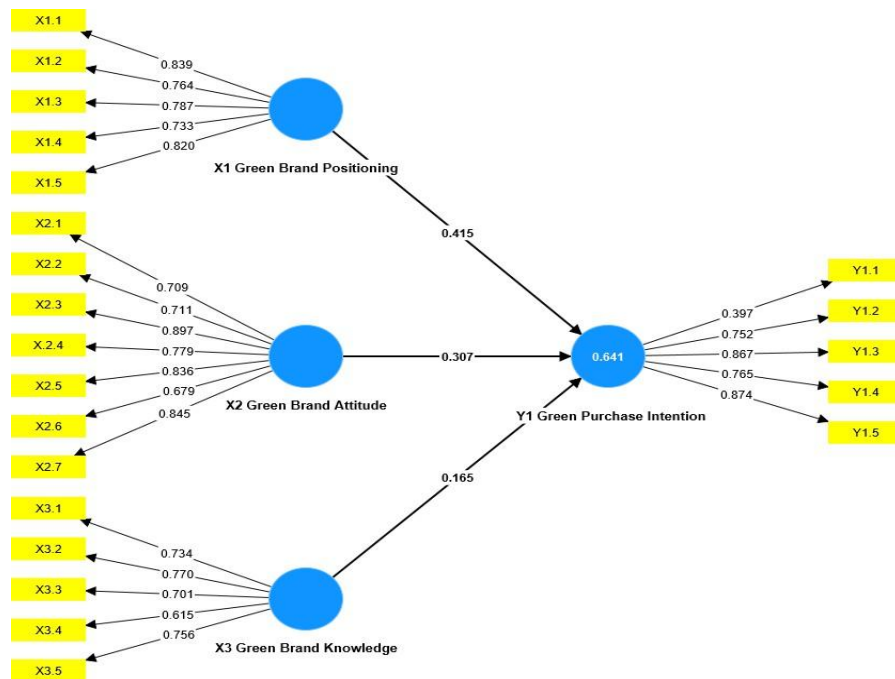 X1.1
X1.2
X1.3
X1.4
X1.5
0.839
0.764
0.787
0.733
0.820
X1 Green Brand Positioning
X2.1
X2.2
X2.3
X.2.4
X2.5
X2.6
X2.7
0.709
0.711
0.897
0.779
0.836
0.679
0.845
X2 Green Brand Attitude
X3.1
X3.2
X3.3
X3.4
X3.5
0.734
0.770
0.701
0.615
0.756
X3 Green Brand Knowledge
0.415
0.307
0.165
0.641
Y1 Green Purchase Intention
0.397
0.752
0.867
0.765
0.874
Y1.1
Y1.2
Y1.3
Y1.4
Y1.5